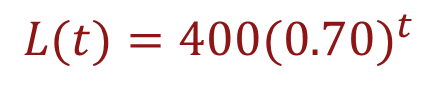 L(t) = 400(0.70)^t